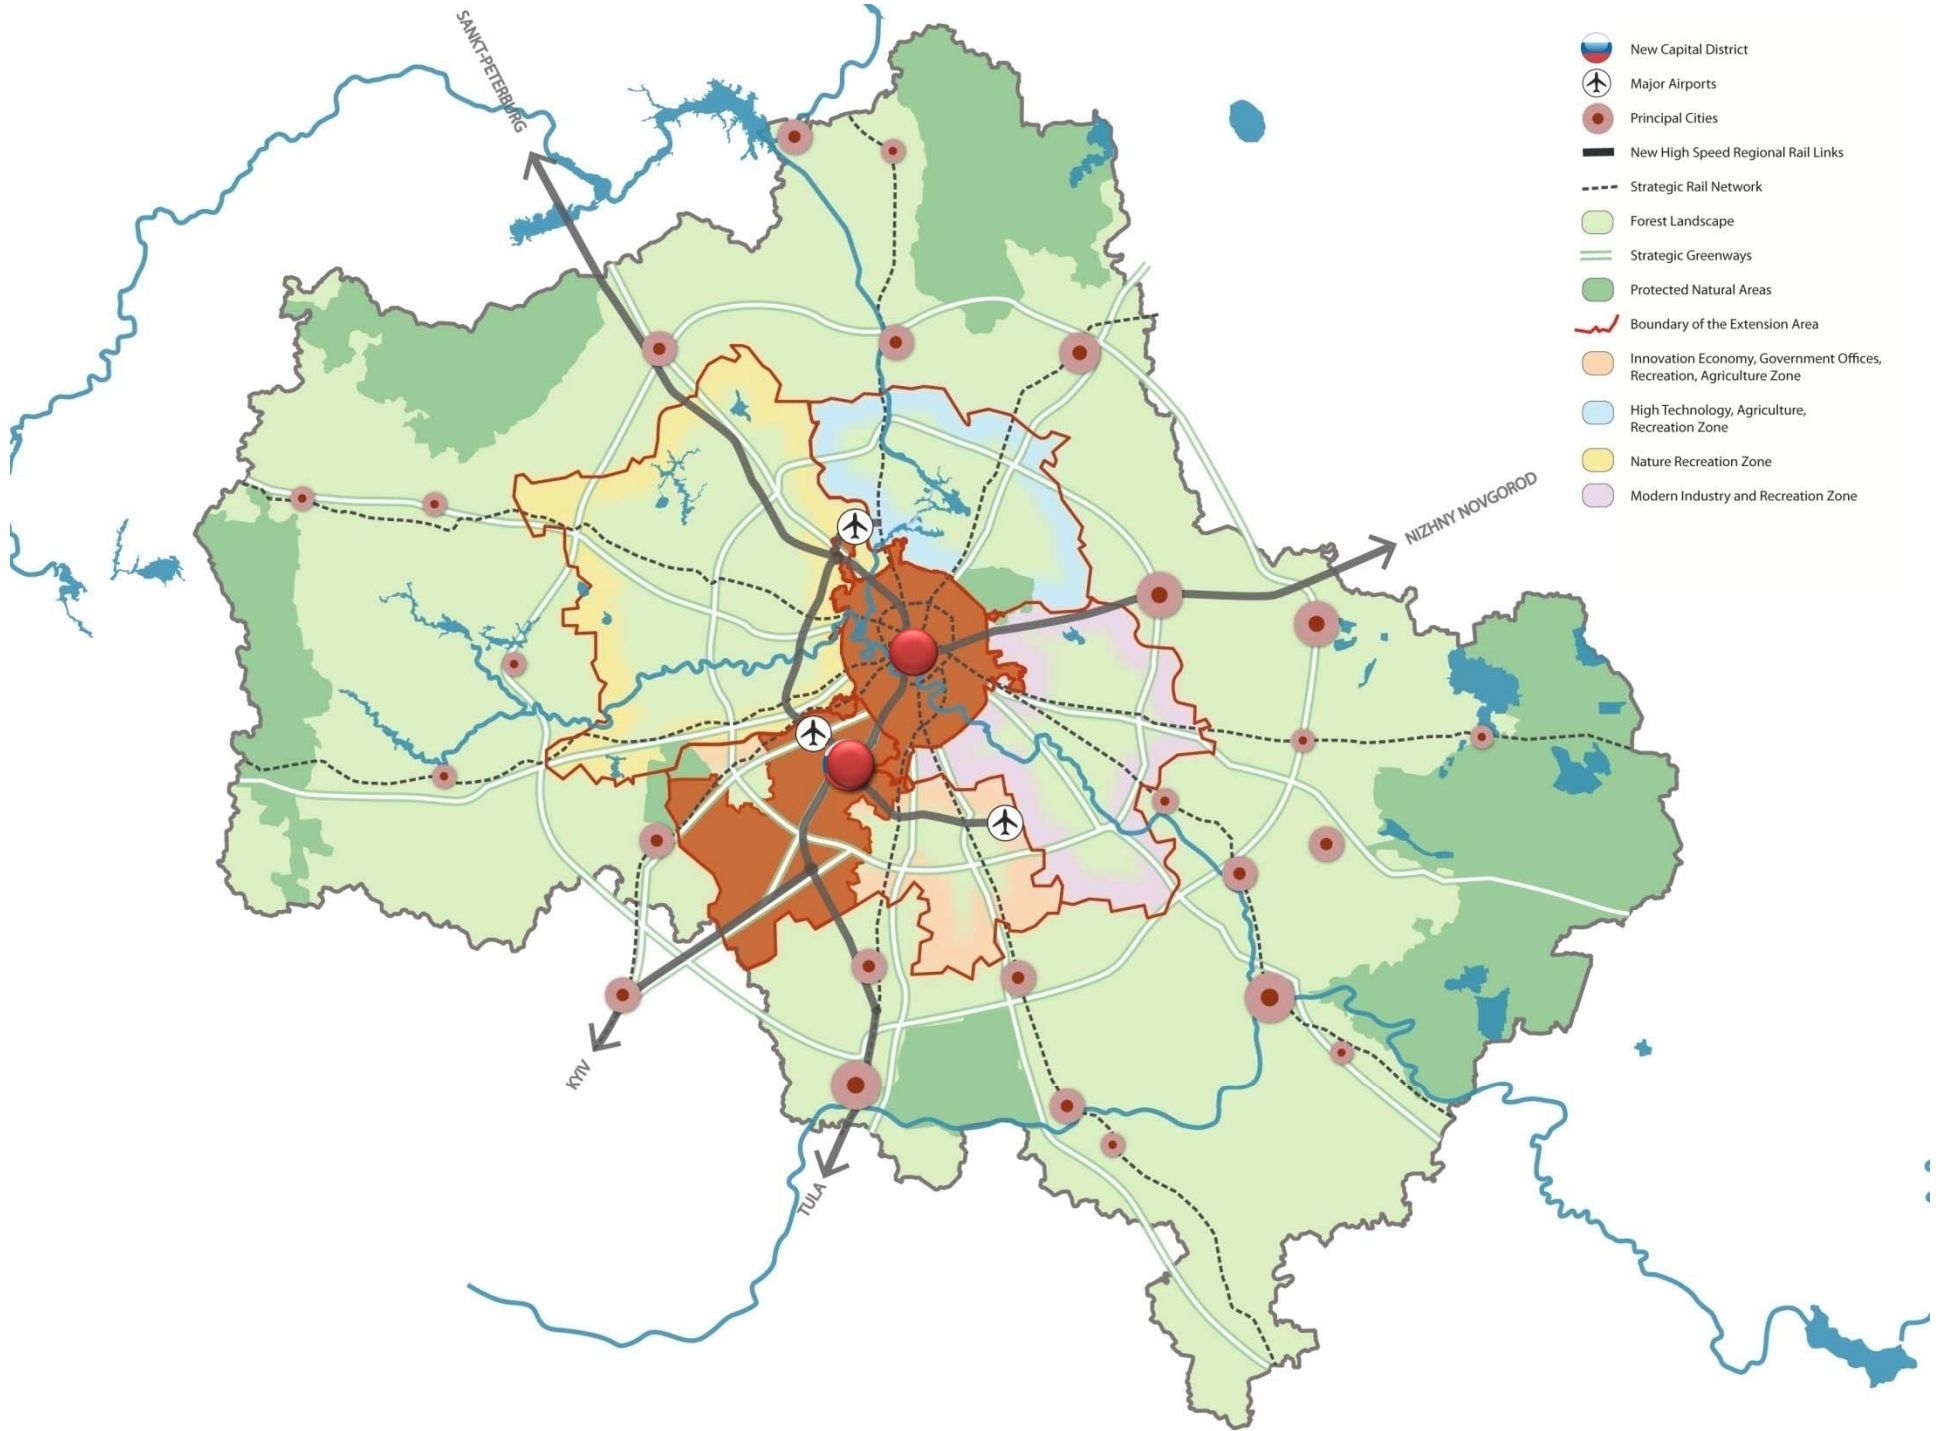 SANKT-PETERBURG
New Capital District
Major Airports
Principal Cities
New High Speed Regional Rail Links
Strategic Rail Network
Forest Landscape
Strategic Greenways
Protected Natural Areas
Boundary of the Extension Area
Innovation Economy, Government Offices,
Recreation, Agriculture Zone
High Technology, Agriculture,
Recreation Zone
Nature Recreation Zone
Modern Industry and Recreation Zone
NIZHNY NOVGOROD
KYIV
TULA